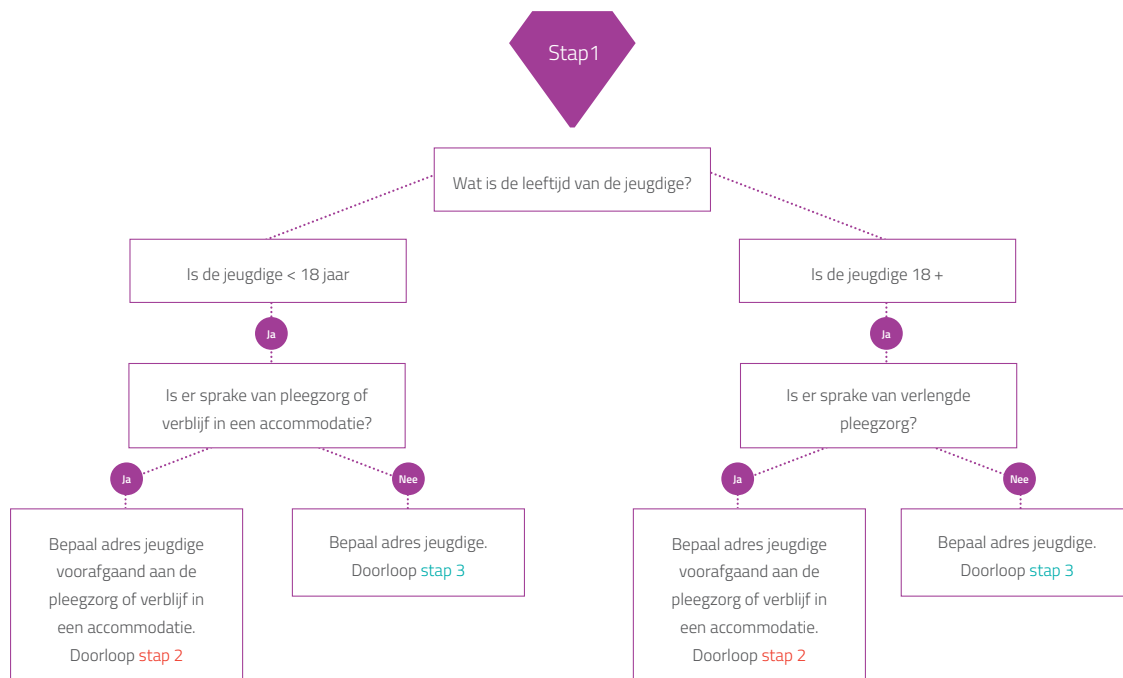 Stap1
Wat is de leeftijd van de jeugdige?
Is de jeugdige < 18 jaar
Is de jeugdige 18 +
Ja
Ja
Is er sprake van pleegzorg of
verblijf in een accommodatie?
Is er sprake van verlengde
pleegzorg?
Ja
Nee
Ja
Nee
Bepaal adres jeugdige
voorafgaand aan de
pleegzorg of verblijf in
een accommodatie.
Doorloop stap 2
Bepaal adres jeugdige.
Doorloop stap 3
Bepaal adres jeugdige
voorafgaand aan de
pleegzorg of verblijf in
een accommodatie.
Doorloop stap 2
Bepaal adres jeugdige.
Doorloop stap 3